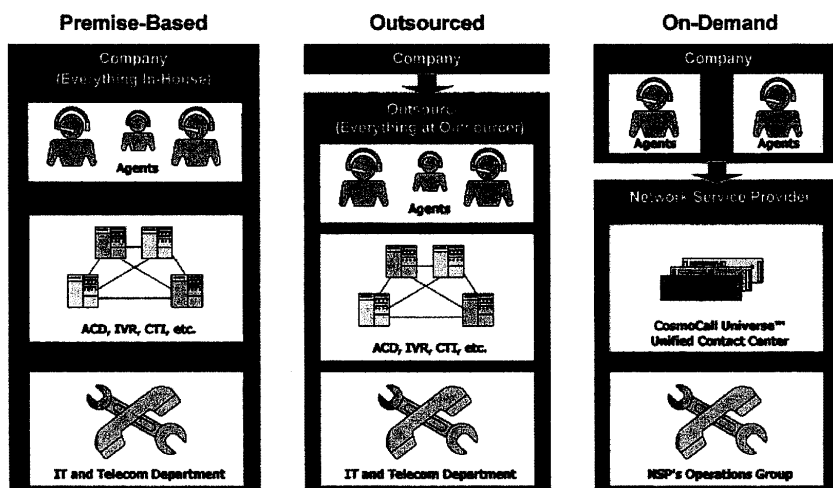 Premise-Based
Company
(Everything In-House)
Agents
ACD, IVR, CTI, etc.
IT and Telecom Department
Outsourced
Company
Outsourcer
(Everything at Outsourcer)
Agents
ACD, IVR, CTI, etc.
IT and Telecom Department
On-Demand
Company
Agents
Agents
Network Service Provider
CosmoCall Universe™
Unified Contact Center
NSP's Operations Group